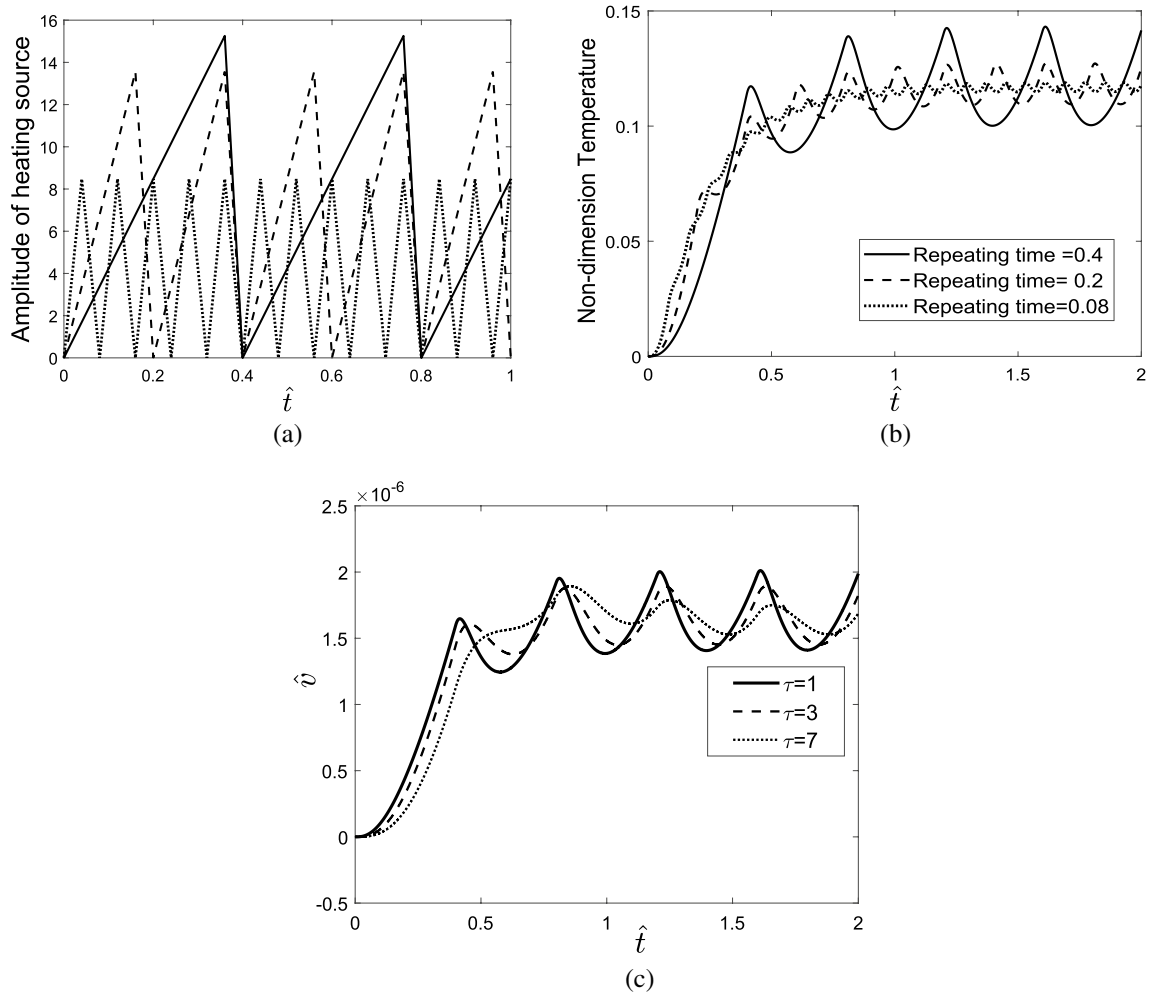 Amplitude of heating source
16
14
12
10
8
6
4
2
0
0 0.2 0.4 0.6 0.8 1
t̂
(a)
Non-dimension Temperature
0.15
0.1
0.05
0
Repeating time =0.4
Repeating time= 0.2
Repeating time=0.08
0 0.5 1 1.5 2
t̂
(b)
×10⁻⁶
v̂
2.5
2
1.5
1
0.5
0
-0.5
τ=1
τ=3
τ=7
0 0.5 1 1.5 2
t̂
(c)